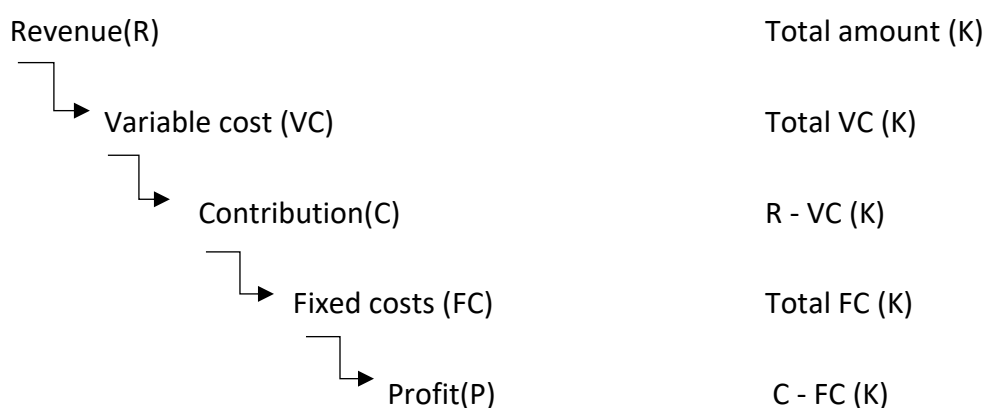 Revenue(R) Total amount (K)
Variable cost (VC) Total VC (K)
Contribution(C) R - VC (K)
Fixed costs (FC) Total FC (K)
Profit(P) C - FC (K)